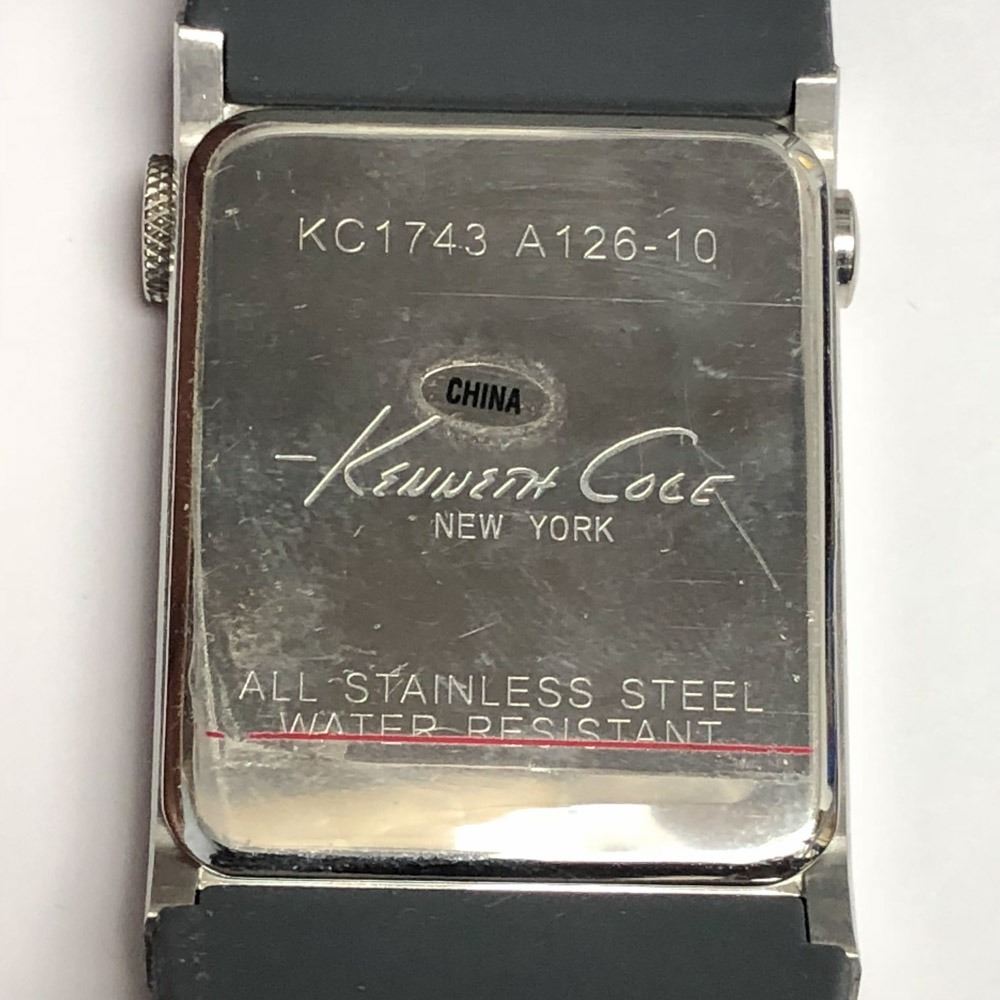 KC1743 A126-10
CHINA
KENNETH COLE
NEW YORK
ALL STAINLESS STEEL
WATER RESISTANT